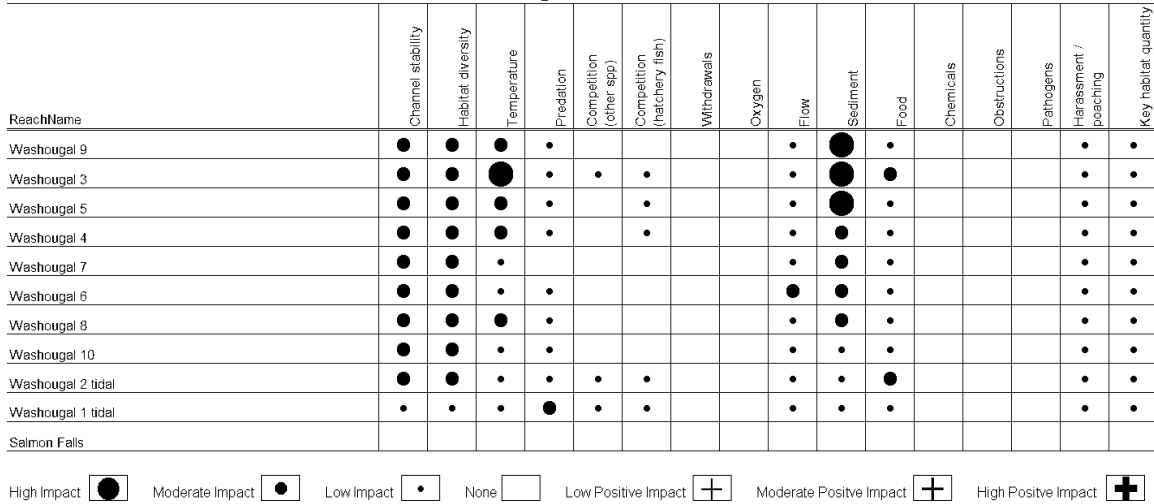 ReachName
Channel stability
Habitat diversity
Temperature
Predation
Competition
(other spp)
Competition
(hatchery fish)
Withdrawals
Oxygen
Flow
Sediment
Food
Chemicals
Obstructions
Pathogens
Harassment /
poaching
Key habitat quantity
Washougal 9
Washougal 3
Washougal 5
Washougal 4
Washougal 7
Washougal 6
Washougal 8
Washougal 10
Washougal 2 tidal
Washougal 1 tidal
Salmon Falls
High Impact Moderate Impact Low Impact None Low Positive Impact Moderate Positve Impact High Positve Impact